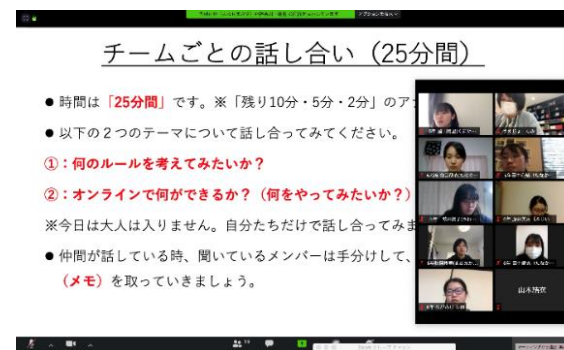 チームごとの話し合い（25分間）
● 時間は「25分間」です。※「残り10分・5分・2分」のア
● 以下の２つのテーマについて話し合ってみてください。
①：何のルールを考えてみたいか？
②：オンラインで何ができるか？（何をやってみたいか？）
※今日は大人は入りません。自分たちだけで話し合ってみま
● 仲間が話している時、聞いているメンバーは手分けして、
（メモ）を取っていきましょう。